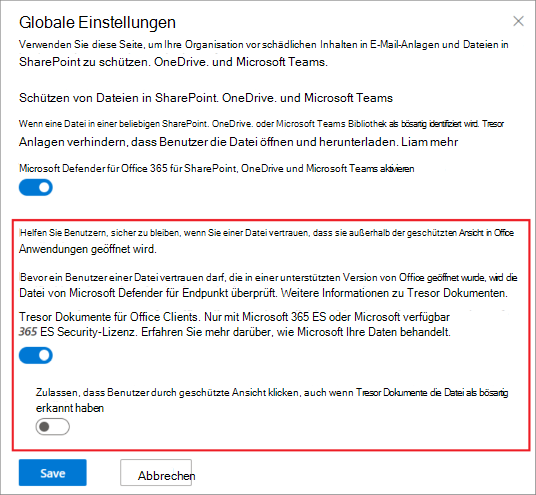 Globale Einstellungen
Verwenden Sie diese Seite, um Ihre Organisation vor schädlichen Inhalten in E-Mail-Anlagen und Dateien in
SharePoint zu schützen. OneDrive. und Microsoft Teams.
Schützen von Dateien in SharePoint. OneDrive. und Microsoft Teams
Wenn eine Datei in einer beliebigen SharePoint. OneDrive. oder Microsoft Teams Bibliothek als bösartig identifiziert wird. Tresor
Anlagen verhindern, dass Benutzer die Datei öffnen und herunterladen. Liam mehr
Microsoft Defender für Office 365 für SharePoint, OneDrive und Microsoft Teams aktivieren
Helfen Sie Benutzern, sicher zu bleiben, wenn Sie einer Datei vertrauen, dass sie außerhalb der geschützten Ansicht in Office
Anwendungen geöffnet wird.
Bevor ein Benutzer einer Datei vertrauen darf, die in einer unterstützten Version von Office geöffnet wurde, wird die
Datei von Microsoft Defender für Endpunkt überprüft. Weitere Informationen zu Tresor Dokumenten.
Tresor Dokumente für Office Clients. Nur mit Microsoft 365 ES oder Microsoft verfügbar
365 ES Security-Lizenz. Erfahren Sie mehr darüber, wie Microsoft Ihre Daten behandelt.
Zulassen, dass Benutzer durch geschützte Ansicht klicken, auch wenn Tresor Dokumente die Datei als bösartig
erkannt haben
Save
Abbrechen